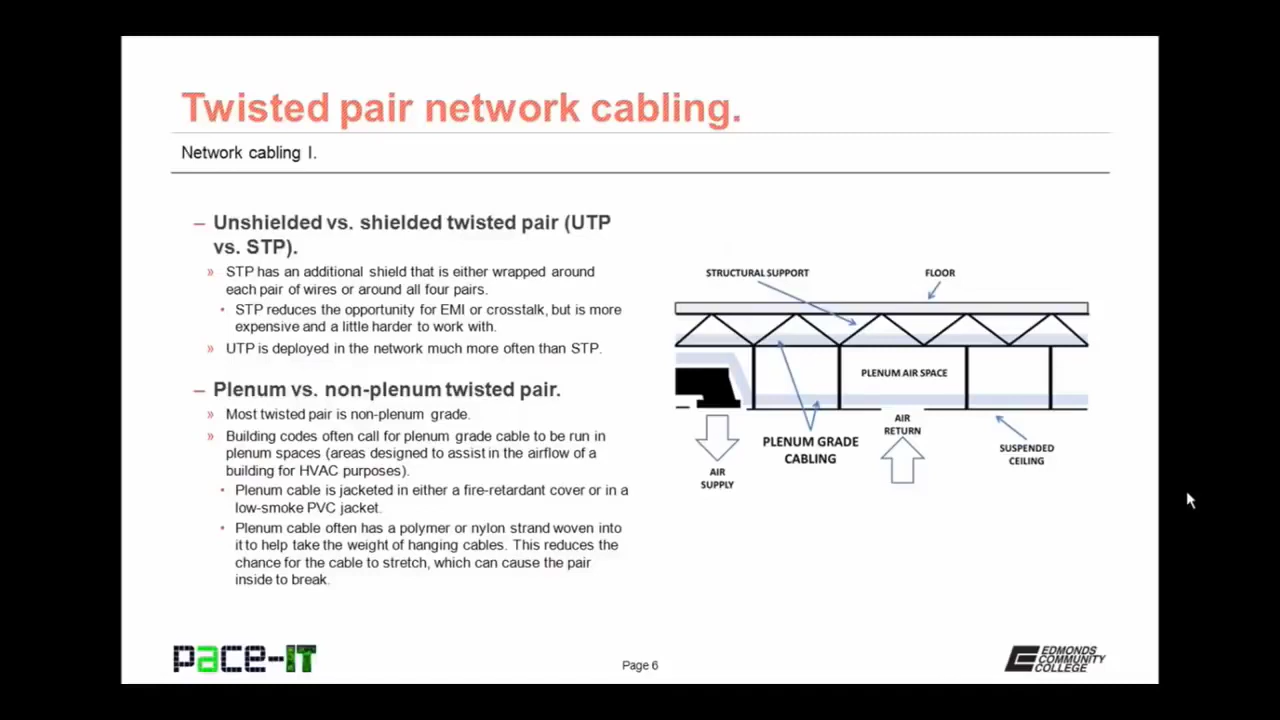 Twisted pair network cabling.
Network cabling I.
– Unshielded vs. shielded twisted pair (UTP
vs. STP).
» STP has an additional shield that is either wrapped around
each pair of wires or around all four pairs.
• STP reduces the opportunity for EMI or crosstalk, but is more
expensive and a little harder to work with.
» UTP is deployed in the network much more often than STP.
– Plenum vs. non-plenum twisted pair.
» Most twisted pair is non-plenum grade.
» Building codes often call for plenum grade cable to be run in
plenum spaces (areas designed to assist in the airflow of a
building for HVAC purposes).
• Plenum cable is jacketed in either a fire-retardant cover or in a
low-smoke PVC jacket.
• Plenum cable often has a polymer or nylon strand woven into
it to help take the weight of hanging cables. This reduces the
chance for the cable to stretch, which can cause the pair
inside to break.
STRUCTURAL SUPPORT
FLOOR
PLENUM AIR SPACE
AIR
RETURN
PLENUM GRADE
CABLING
SUSPENDED
CEILING
AIR
SUPPLY
pace-IT
Page 6
EDMONDS
COMMUNITY
COLLEGE